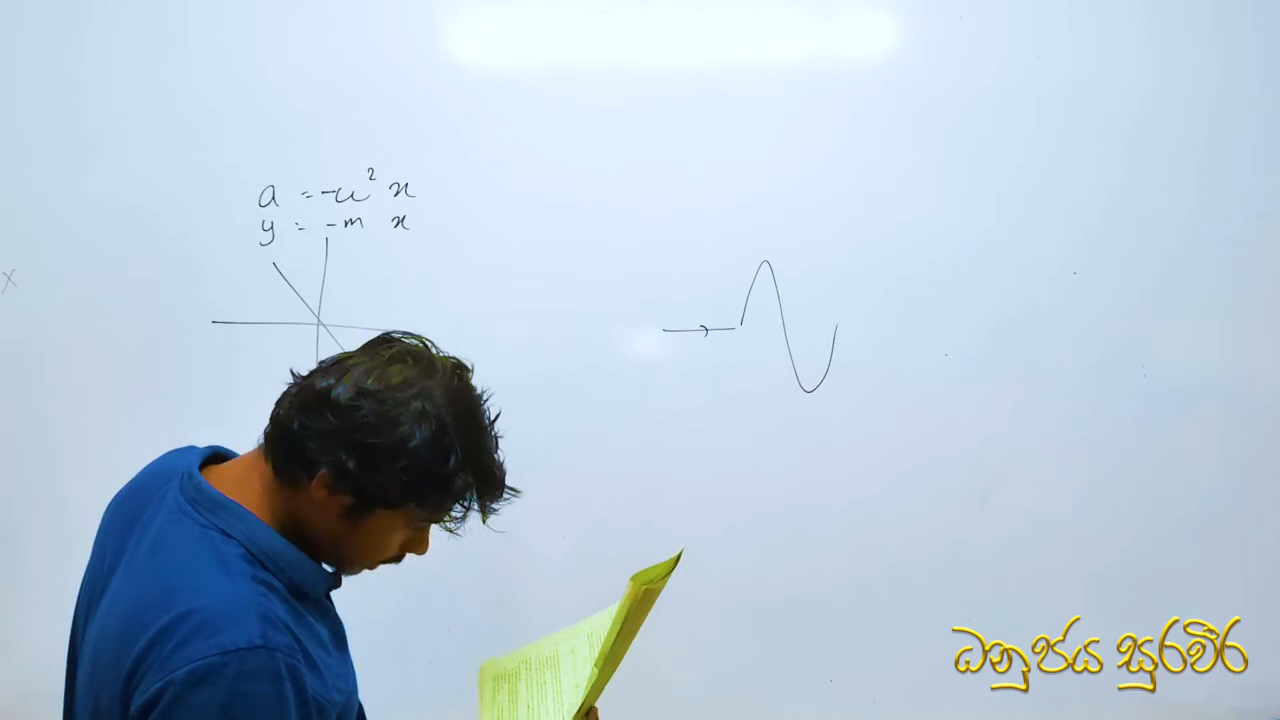 a = -ω² x
y = -m x
x
ධනුජය සුරවීර